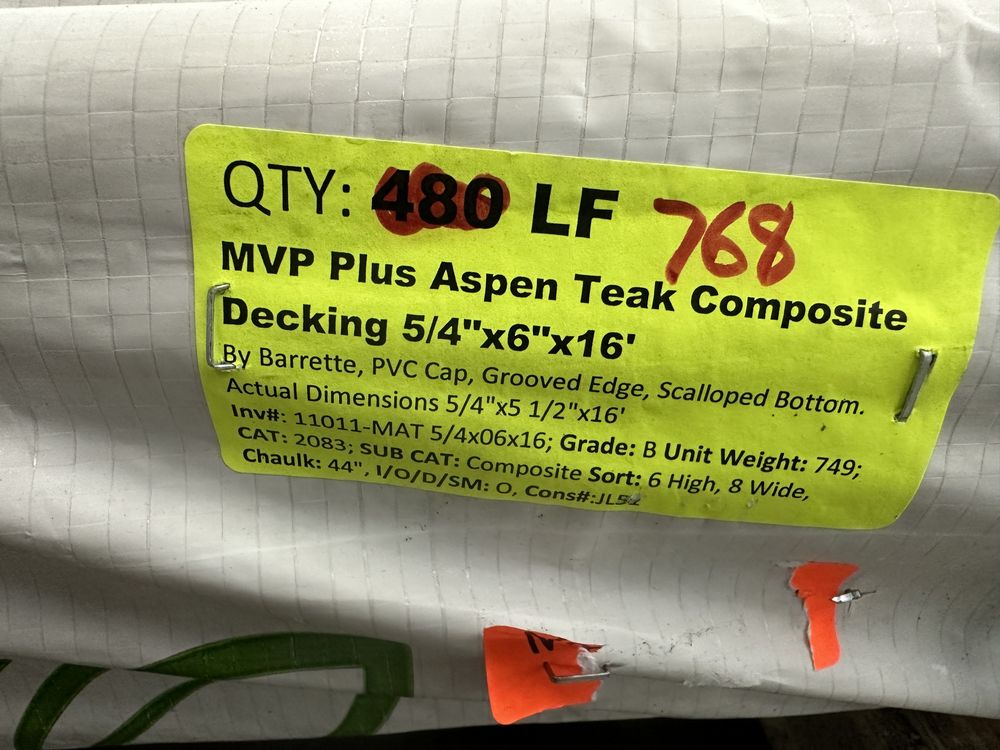 QTY: 480 LF 768
MVP Plus Aspen Teak Composite
Decking 5/4"x6"x16'
By Barrette, PVC Cap, Grooved Edge, Scalloped Bottom.
Actual Dimensions 5/4"x5 1/2"x16'
Inv#: 11011-MAT 5/4x06x16; Grade: B Unit Weight: 749;
CAT: 2083; SUB CAT: Composite Sort: 6 High, 8 Wide,
Chaulk: 44", I/O/D/SM: O, Cons#: